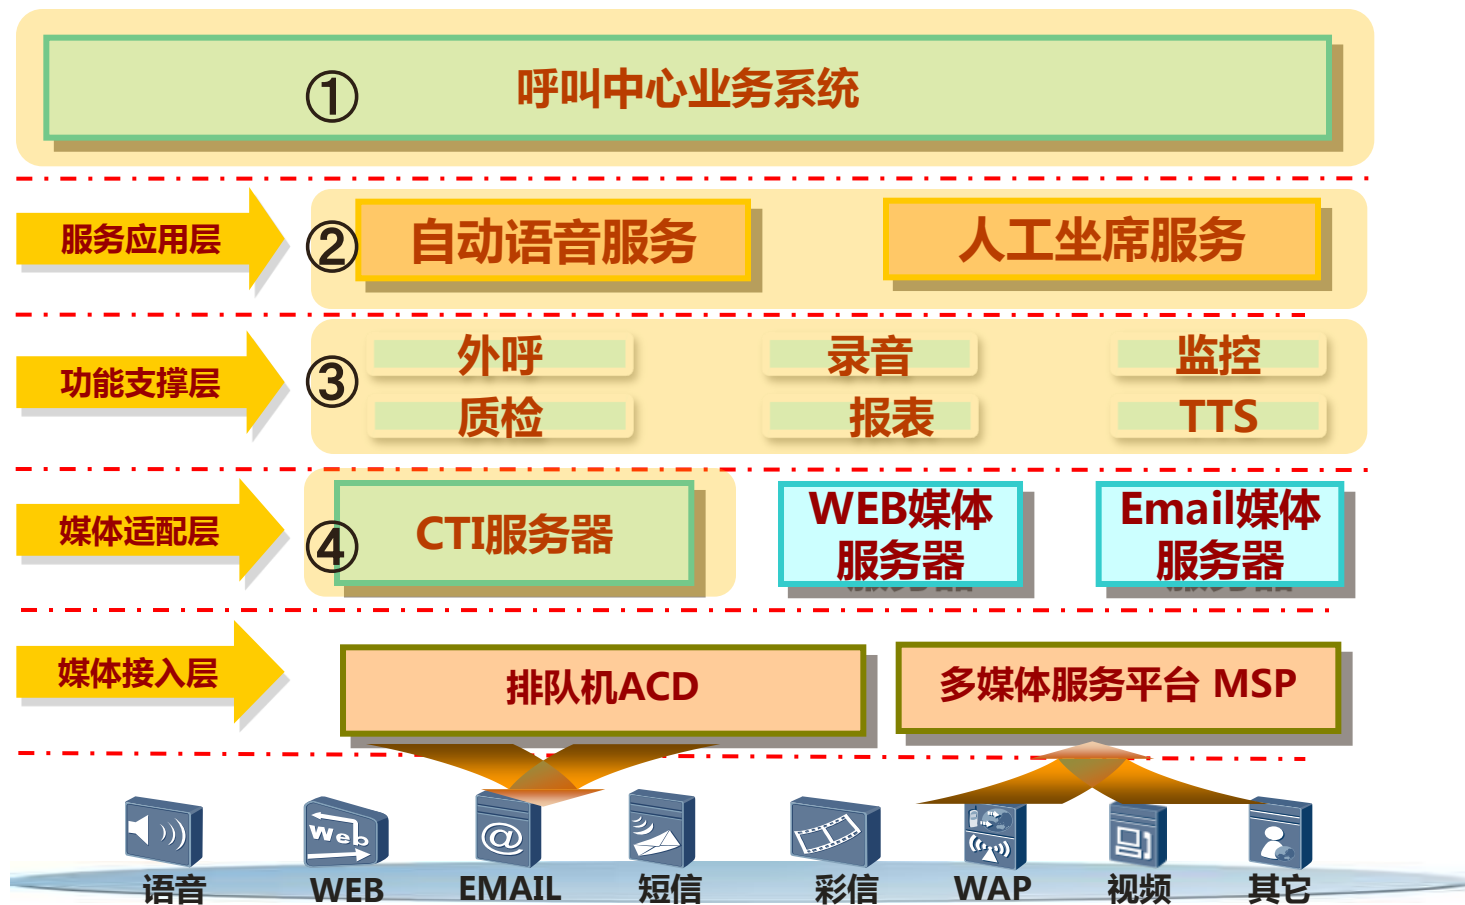 ① 呼叫中心业务系统
服务应用层
② 自动语音服务 人工坐席服务
功能支撑层
③ 外呼 录音 监控
质检 报表 TTS
媒体适配层
④ CTI服务器
WEB媒体
服务器
Email媒体
服务器
媒体接入层
排队机ACD
多媒体服务平台 MSP
Web
@
语音 WEB EMAIL 短信 彩信 WAP 视频 其它